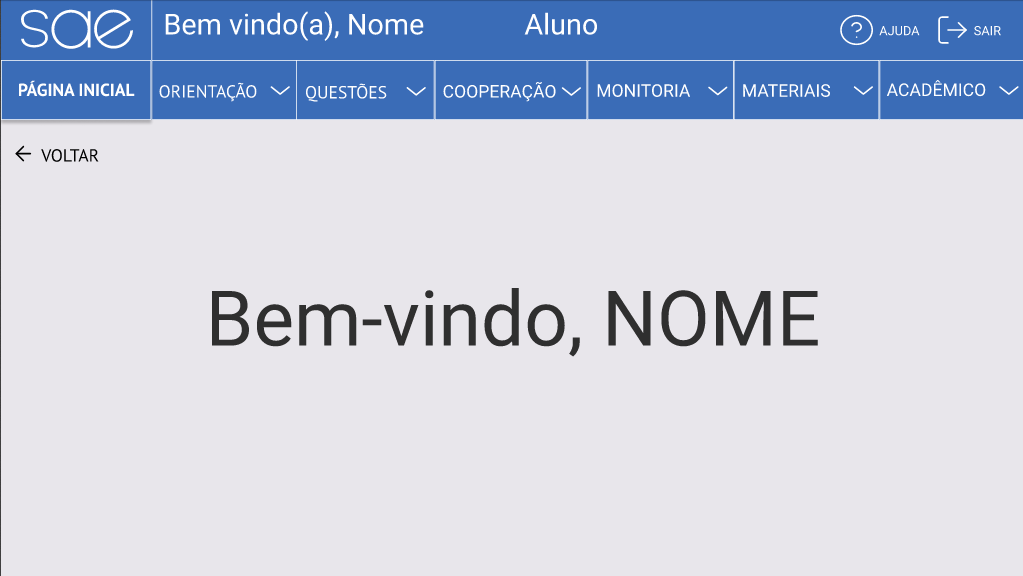 sae
Bem vindo(a), Nome
Aluno
? AJUDA
SAIR
PÁGINA INICIAL
ORIENTAÇÃO
QUESTÕES
COOPERAÇÃO
MONITORIA
MATERIAIS
ACADÊMICO
VOLTAR
Bem-vindo, NOME